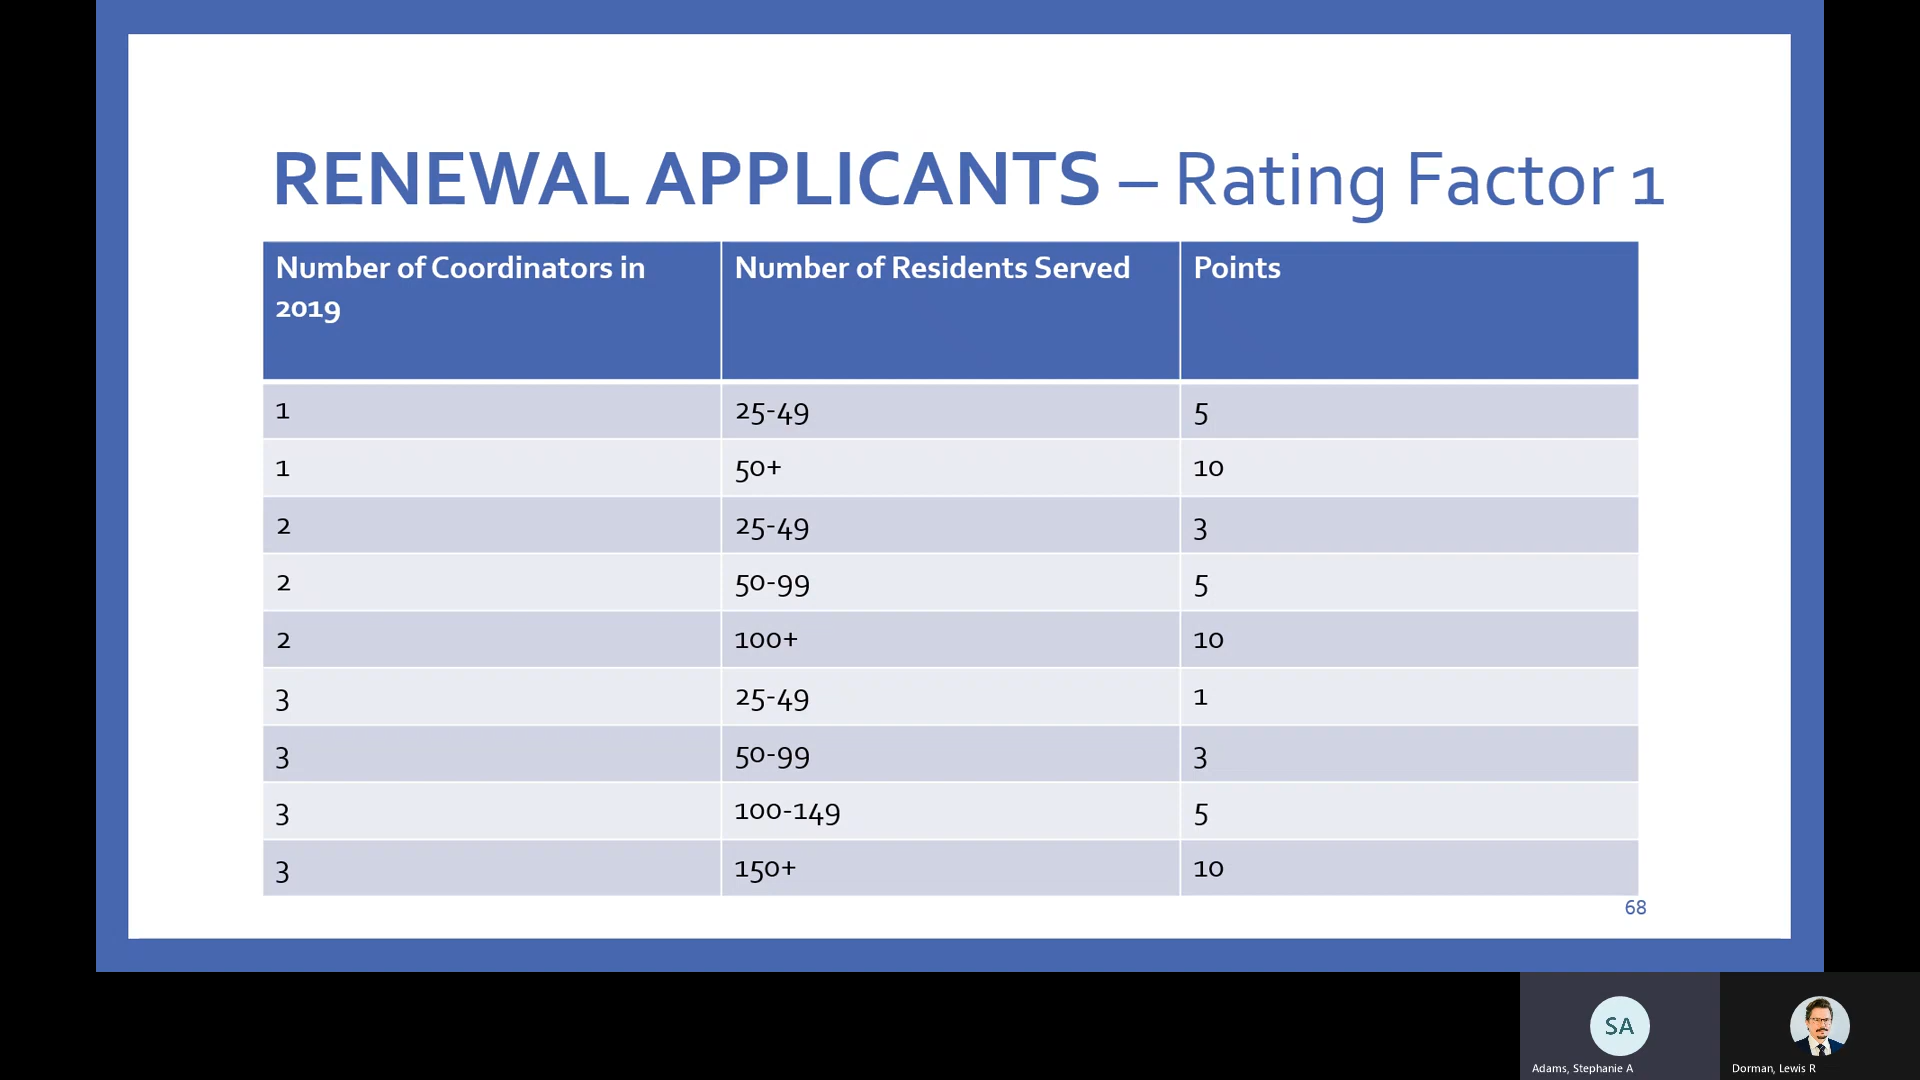 RENEWAL APPLICANTS – Rating Factor 1
Number of Coordinators in 2019 Number of Residents Served Points
1 25-49 5
1 50+ 10
2 25-49 3
2 50-99 5
2 100+ 10
3 25-49 1
3 50-99 3
3 100-149 5
3 150+ 10
68
SA
Adams, Stephanie A
Dorman, Lewis R